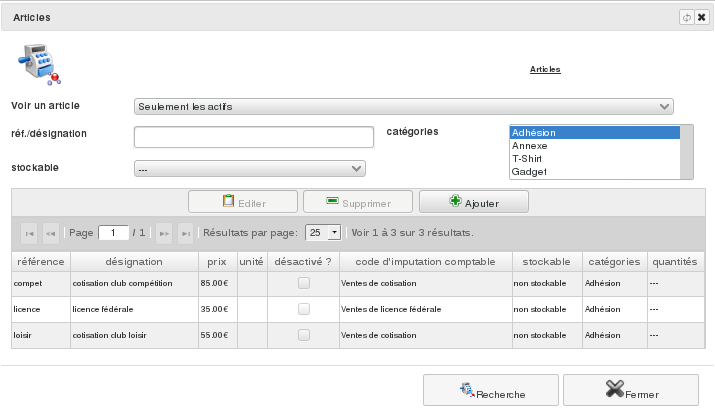 Articles
Articles
Voir un article
Seulement les actifs
réf./désignation
catégories
Adhésion
Annexe
T-Shirt
Gadget
stockable
---
Editer Supprimer Ajouter
Page 1 / 1 Résultats par page: 25 Voir 1 à 3 sur 3 résultats.
référence désignation prix unité désactivé ? code d'imputation comptable stockable catégories quantités
compet cotisation club compétition 85.00€ Ventes de cotisation non stockable Adhésion ---
licence licence fédérale 35.00€ Ventes de licence fédérale non stockable Adhésion ---
loisir cotisation club loisir 55.00€ Ventes de cotisation non stockable Adhésion ---
Recherche Fermer